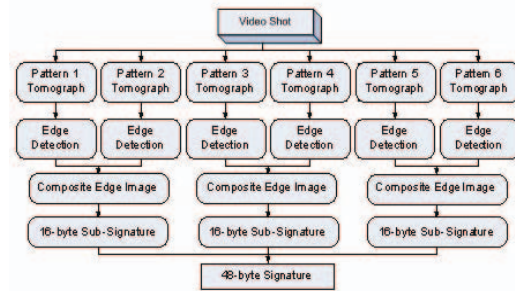 Video Shot
Pattern 1
Tomograph
Pattern 2
Tomograph
Pattern 3
Tomograph
Pattern 4
Tomograph
Pattern 5
Tomograph
Pattern 6
Tomograph
Edge
Detection
Edge
Detection
Edge
Detection
Edge
Detection
Edge
Detection
Edge
Detection
Composite Edge Image
Composite Edge Image
Composite Edge Image
16-byte Sub-Signature
16-byte Sub-Signature
16-byte Sub-Signature
48-byte Signature